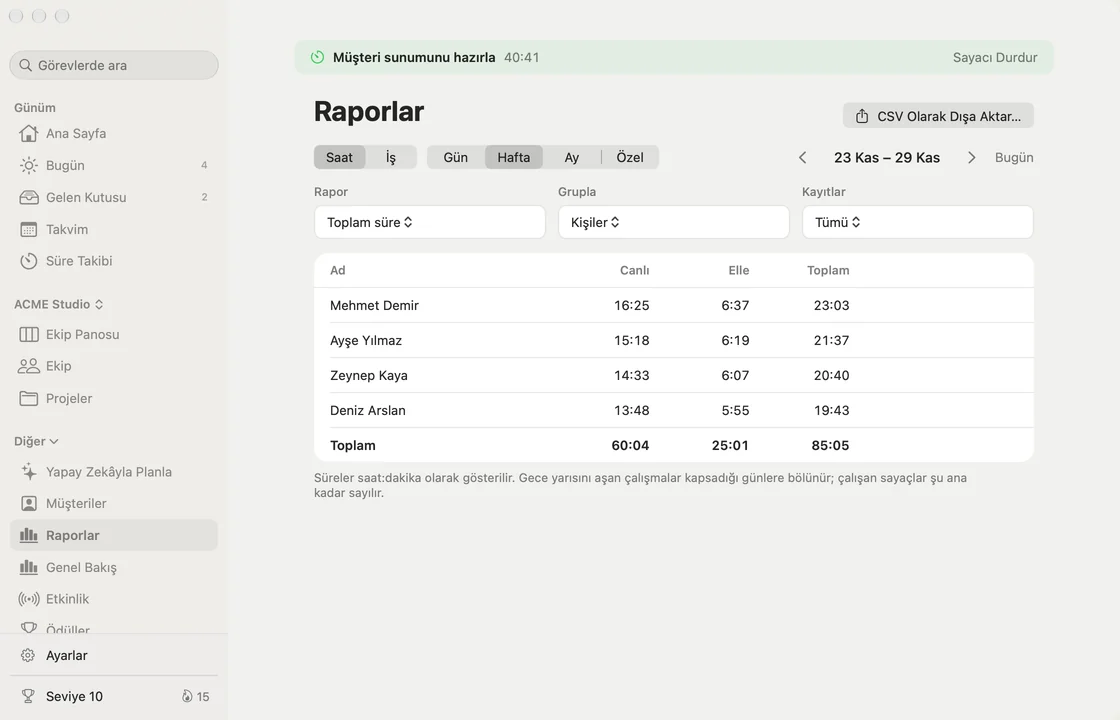 Görevlerde ara
Günüm
Ana Sayfa
Bugün 4
Gelen Kutusu 2
Takvim
Süre Takibi
ACME Studio
Ekip Panosu
Ekip
Projeler
Diğer
Yapay Zekâyla Planla
Müşteriler
Raporlar
Genel Bakış
Etkinlik
Ödüller
Ayarlar
Seviye 10 15
Müşteri sunumunu hazırla 40:41 Sayacı Durdur
Raporlar
CSV Olarak Dışa Aktar...
Saat İş Gün Hafta Ay Özel 23 Kas – 29 Kas Bugün
Rapor Grupla Kayıtlar
Toplam süre Kişiler Tümü
Ad Canlı Elle Toplam
Mehmet Demir 16:25 6:37 23:03
Ayşe Yılmaz 15:18 6:19 21:37
Zeynep Kaya 14:33 6:07 20:40
Deniz Arslan 13:48 5:55 19:43
Toplam 60:04 25:01 85:05
Süreler saat:dakika olarak gösterilir. Gece yarısını aşan çalışmalar kapsadığı günlere bölünür; çalışan sayaçlar şu ana
kadar sayılır.